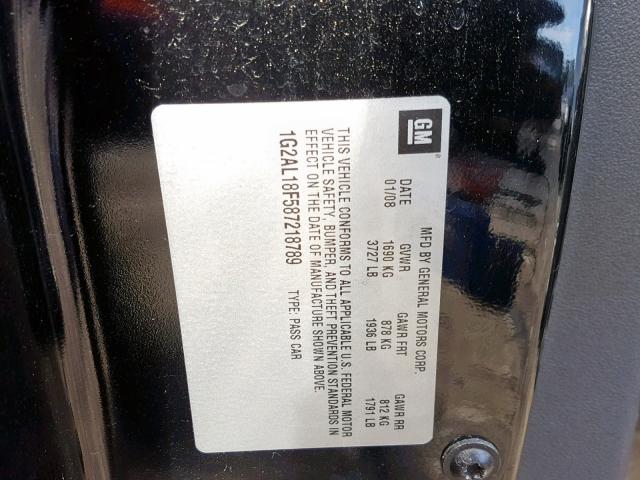 GM
MFD BY GENERAL MOTORS CORP.
DATE GVWR GAWR FRT GAWR RR
01/08 1690 KG 878 KG 812 KG
3727 LB 1936 LB 1791 LB
THIS VEHICLE CONFORMS TO ALL APPLICABLE U.S. FEDERAL MOTOR
VEHICLE SAFETY, BUMPER, AND THEFT PREVENTION STANDARDS IN
EFFECT ON THE DATE OF MANUFACTURE SHOWN ABOVE.
1G2AL18F587218789 TYPE: PASS CAR